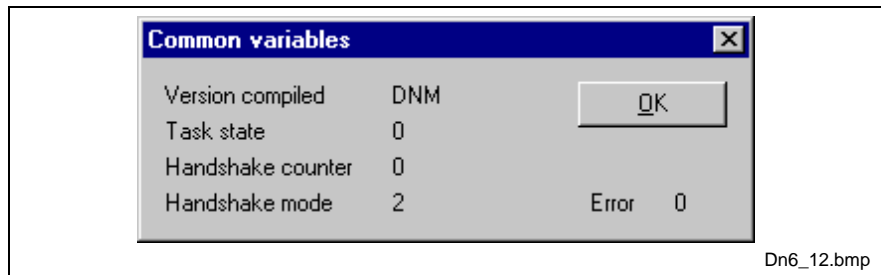 Common variables
Version compiled DNM
OK
Task state 0
Handshake counter 0
Handshake mode 2 Error 0
Dn6_12.bmp